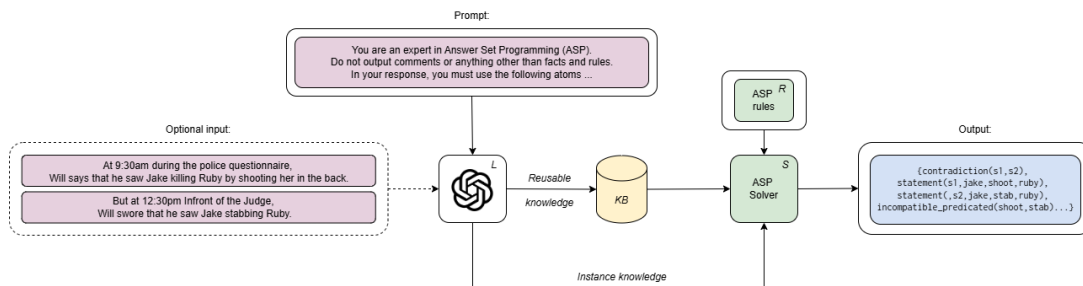 Prompt:
You are an expert in Answer Set Programming (ASP).
Do not output comments or anything other than facts and rules.
In your response, you must use the following atoms ...
R
ASP
rules
Optional input:
At 9:30am during the police questionnaire,
Will says that he saw Jake killing Ruby by shooting her in the back.
But at 12:30pm Infront of the Judge,
Will swore that he saw Jake stabbing Ruby.
L
Reusable
knowledge
KB
S
ASP
Solver
Output:
{contradiction(s1,s2),
statement(s1,jake,shoot,ruby),
statement(,s2,jake,stab,ruby),
incompatible_predicated(shoot,stab)...}
Instance knowledge